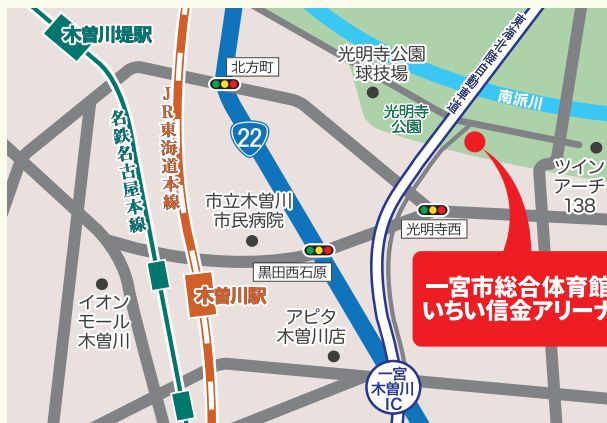 木曽川堤駅
北方町
光明寺公園
球技場
東海北陸自動車道
南派川
JR東海道本線
名鉄名古屋本線
光明寺
公園
22
ツイン
アーチ
138
市立木曽川
市民病院
光明寺西
黒田西石原
一宮市総合体育館
いちい信金アリーナ
木曽川駅
イオン
モール
木曽川
アピタ
木曽川店
一宮
木曽川
IC